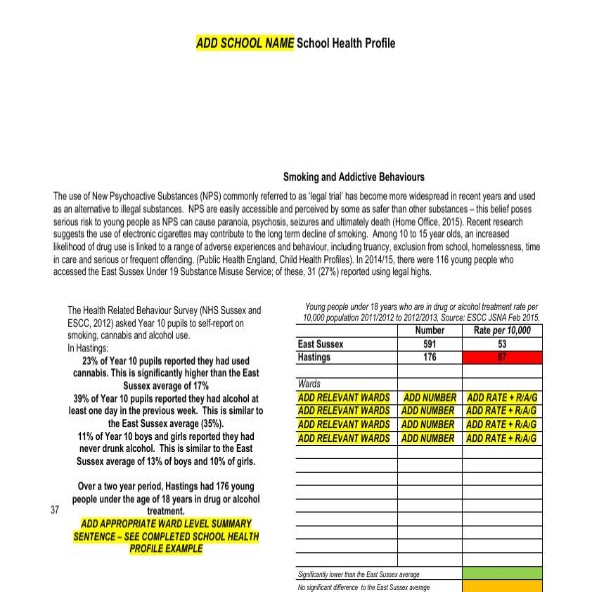 ADD SCHOOL NAME School Health Profile
Smoking and Addictive Behaviours
The use of New Psychoactive Substances (NPS) commonly referred to as 'legal trial' has become more widespread in recent years and used
as an alternative to illegal substances. NPS are easily accessible and perceived by some as safer than other substances – this belief poses
serious risk to young people as NPS can cause paranoia, psychosis, seizures and ultimately death (Home Office, 2015). Recent research
suggests the use of electronic cigarettes may contribute to the long term decline of smoking. Among 10 to 15 year olds, an increased
likelihood of drug use is linked to a range of adverse experiences and behaviour, including truancy, exclusion from school, homelessness, time
in care and serious or frequent offending. (Public Health England, Child Health Profiles). In 2014/15, there were 116 young people who
accessed the East Sussex Under 19 Substance Misuse Service; of these, 31 (27%) reported using legal highs.
The Health Related Behaviour Survey (NHS Sussex and
ESCC, 2012) asked Year 10 pupils to self-report on
smoking, cannabis and alcohol use.
In Hastings:
23% of Year 10 pupils reported they had used
cannabis. This is significantly higher than the East
Sussex average of 17%
39% of Year 10 pupils reported they had alcohol at
least one day in the previous week. This is similar to
the East Sussex average (35%).
11% of Year 10 boys and girls reported they had
never drunk alcohol. This is similar to the East
Sussex average of 13% of boys and 10% of girls.
Over a two year period, Hastings had 176 young
people under the age of 18 years in drug or alcohol
treatment.
37
ADD APPROPRIATE WARD LEVEL SUMMARY
SENTENCE – SEE COMPLETED SCHOOL HEALTH
PROFILE EXAMPLE
Young people under 18 years who are in drug or alcohol treatment rate per
10,000 population 2011/2012 to 2012/2013, Source: ESCC JSNA Feb 2015.
Number Rate per 10,000
East Sussex 591 53
Hastings 176 87
Wards
ADD RELEVANT WARDS ADD NUMBER ADD RATE + R/A/G
ADD RELEVANT WARDS ADD NUMBER ADD RATE + R/A/G
ADD RELEVANT WARDS ADD NUMBER ADD RATE + R/A/G
ADD RELEVANT WARDS ADD NUMBER ADD RATE + R/A/G
Significantly lower than the East Sussex average
No significant difference to the East Sussex average